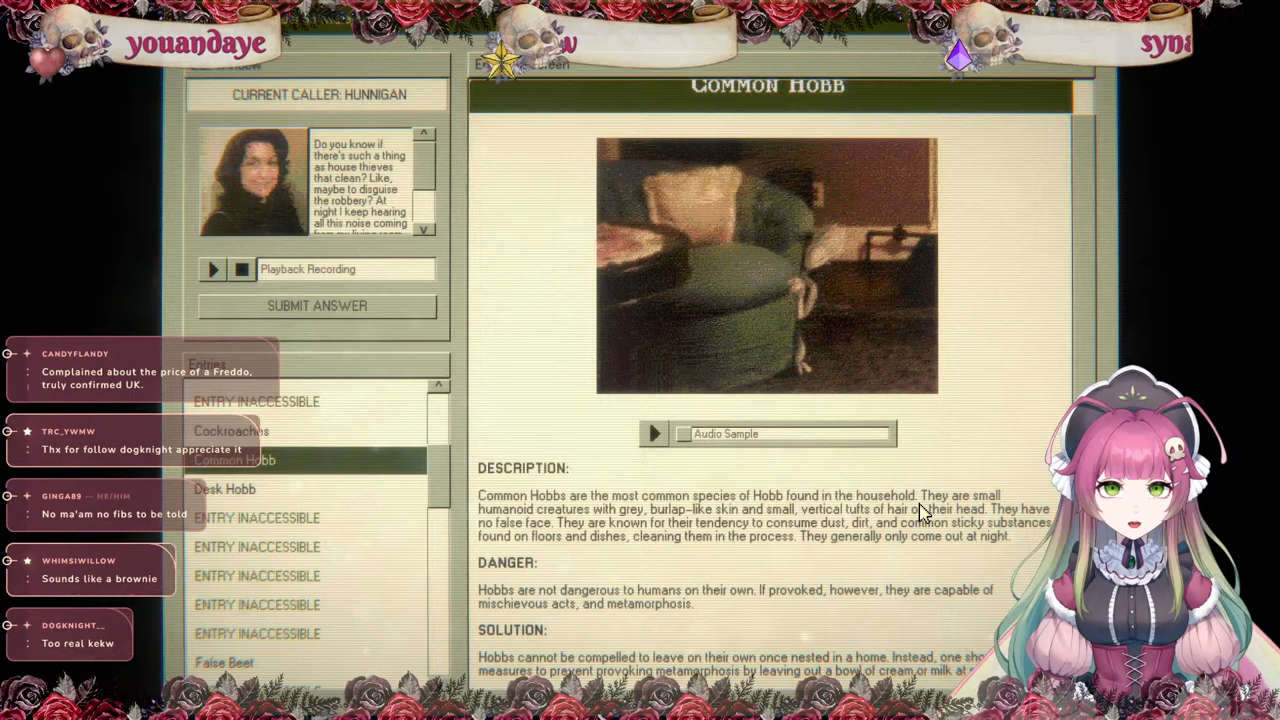 youandaye
w
syna
Screen
COMMON HOBB
CURRENT CALLER: HUNNIGAN
Do you know if
there's such a thing
as house thieves
that clean? Like,
maybe to disguise
the robbery? At
night I keep hearing
all this noise coming
from my living room
Playback Recording
SUBMIT ANSWER
Entries
ENTRY INACCESSIBLE
Cockroaches
Common Hobb
Desk Hobb
ENTRY INACCESSIBLE
ENTRY INACCESSIBLE
ENTRY INACCESSIBLE
ENTRY INACCESSIBLE
ENTRY INACCESSIBLE
False Beet
CANDYFLANDY
Complained about the price of a Freddo,
truly confirmed UK.
TRC_YWMW
Thx for follow dogknight appreciate it
GINGA89 — HE/HIM
No ma'am no fibs to be told
WHIMSIWILLOW
Sounds like a brownie
DOGKNIGHT__
Too real kekw
Audio Sample
DESCRIPTION:
Common Hobbs are the most common species of Hobb found in the household. They are small
humanoid creatures with grey, burlap-like skin and small, vertical tufts of hair on their head. They have
no false face. They are known for their tendency to consume dust, dirt, and common sticky substances
found on floors and dishes, cleaning them in the process. They generally only come out at night.
DANGER:
Hobbs are not dangerous to humans on their own. If provoked, however, they are capable of
mischievous acts, and metamorphosis.
SOLUTION:
Hobbs cannot be compelled to leave on their own once nested in a home. Instead, one
measures to prevent provoking metamorphosis by leaving out a bowl of cream or milk at